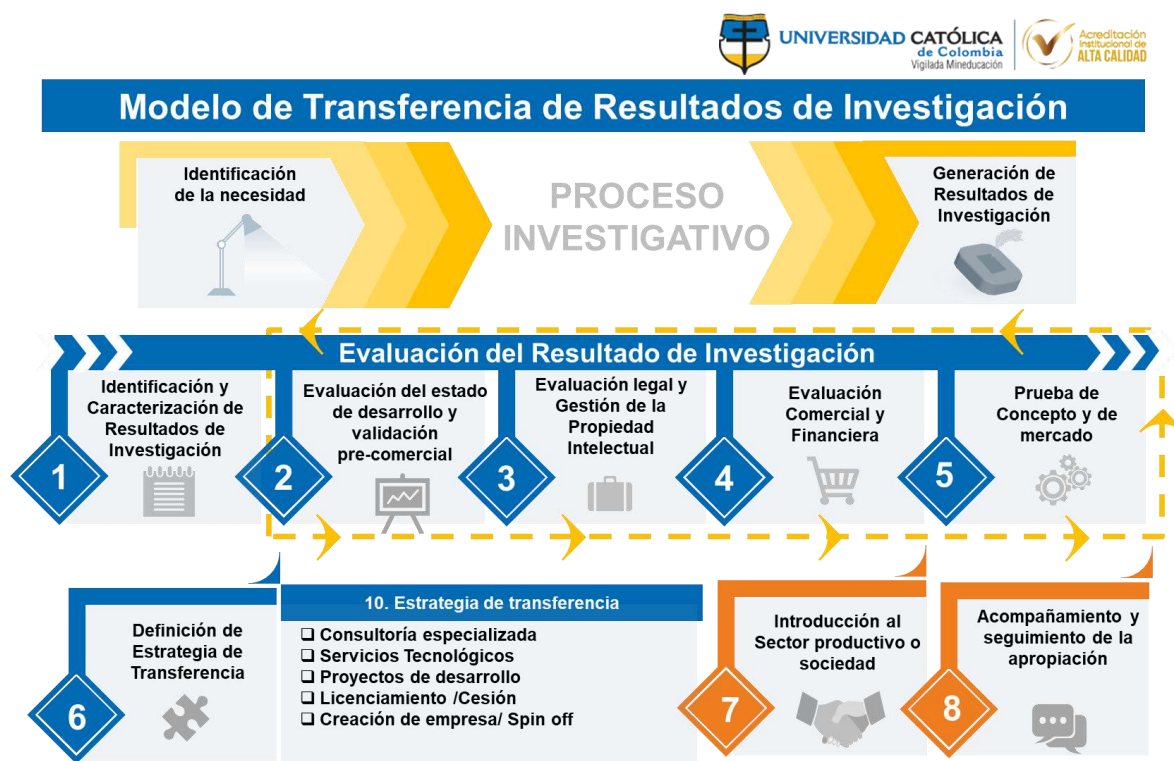 UNIVERSIDAD CATÓLICA
de Colombia
Vigilada Mineducación
Acreditación
Institucional de
ALTA CALIDAD
Modelo de Transferencia de Resultados de Investigación
Identificación
de la necesidad
PROCESO
INVESTIGATIVO
Generación de
Resultados de
Investigación
Evaluación del Resultado de Investigación
1
Identificación y
Caracterización de
Resultados de
Investigación
2
Evaluación del estado
de desarrollo y
validación
pre-comercial
3
Evaluación legal y
Gestión de la
Propiedad
Intelectual
4
Evaluación
Comercial y
Financiera
5
Prueba de
Concepto y de
mercado
6
Definición de
Estrategia de
Transferencia
10. Estrategia de transferencia
❑ Consultoría especializada
❑ Servicios Tecnológicos
❑ Proyectos de desarrollo
❑ Licenciamiento /Cesión
❑ Creación de empresa/ Spin off
7
Introducción al
Sector productivo o
sociedad
8
Acompañamiento y
seguimiento de la
apropiación